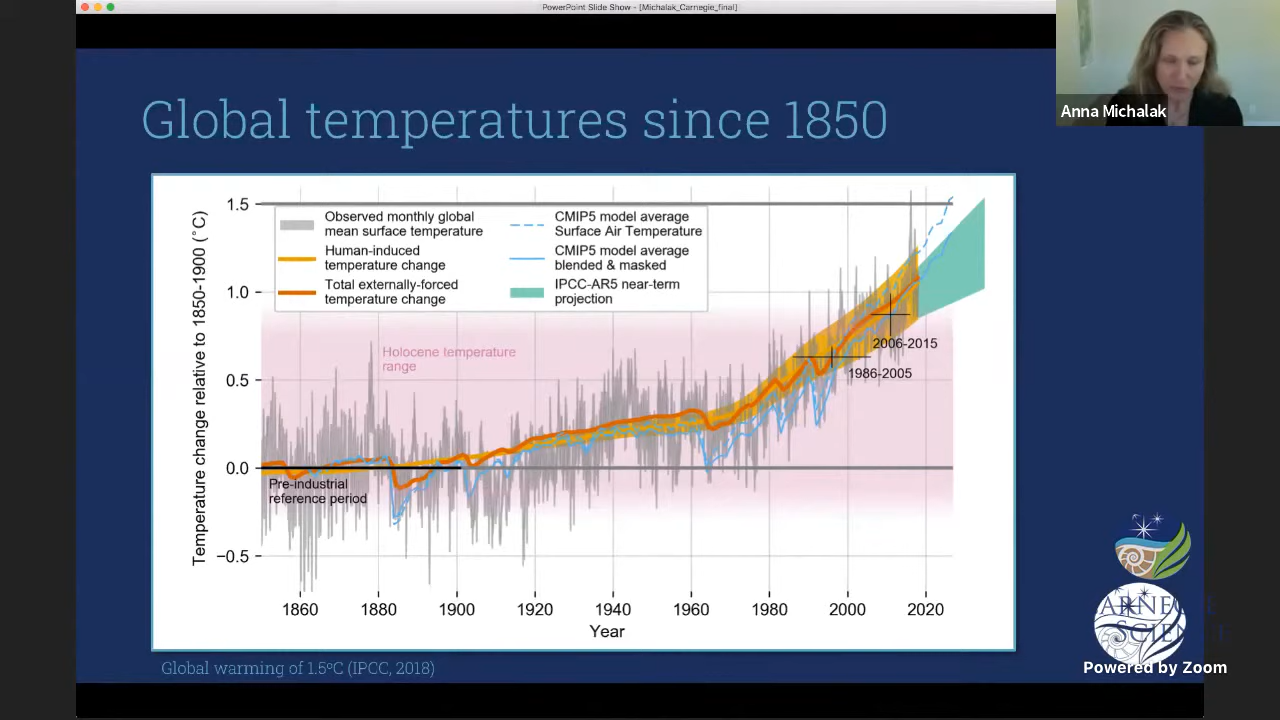 PowerPoint Slide Show - [Michalak_Carnegie_final]
Anna Michalak
Global temperatures since 1850
Temperature change relative to 1850-1900 (˚C)
1.5
1.0
0.5
0.0
−0.5
Observed monthly global
mean surface temperature
Human-induced
temperature change
Total externally-forced
temperature change
CMIP5 model average
Surface Air Temperature
CMIP5 model average
blended & masked
IPCC-AR5 near-term
projection
Holocene temperature
range
2006-2015
1986-2005
Pre-industrial
reference period
1860
1880
1900
1920
1940
1960
1980
2000
2020
Year
Global warming of 1.5ºC (IPCC, 2018)
Powered by Zoom